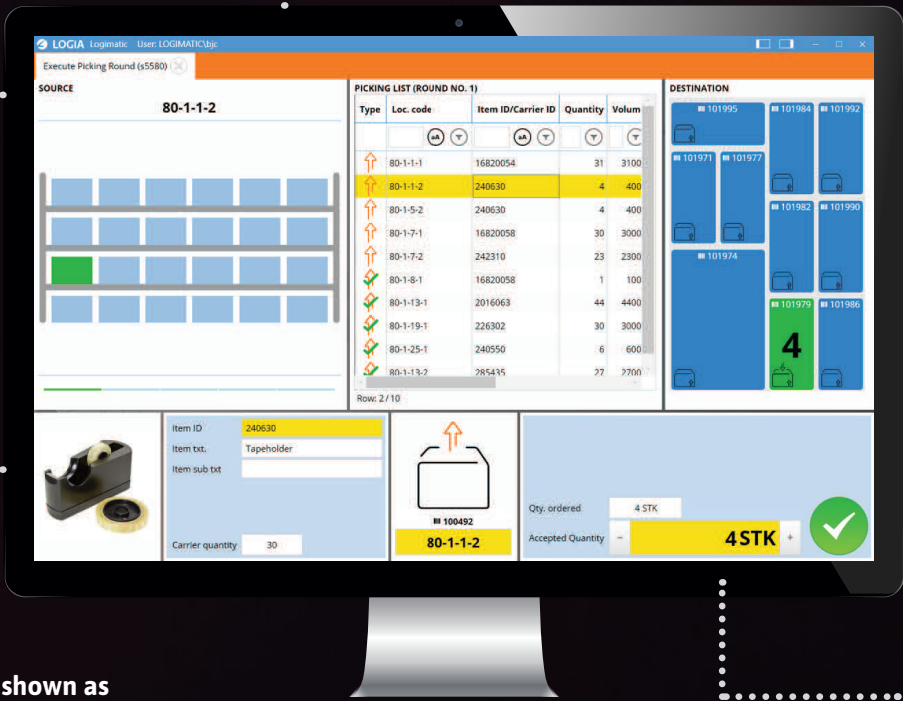 LOGIA Logimatic User: LOGIMATIC\bjc
Execute Picking Round (s5580)
SOURCE
80-1-1-2
PICKING LIST (ROUND NO. 1)
Type Loc. code Item ID/Carrier ID Quantity Volum
aA aA
80-1-1-1 16820054 31 3100
80-1-1-2 240630 4 400
80-1-5-2 240630 4 400
80-1-7-1 16820058 30 3000
80-1-7-2 242310 23 2300
80-1-8-1 16820058 1 100
80-1-13-1 2016063 44 4400
80-1-19-1 226302 30 3000
80-1-25-1 240550 6 600
80-1-13-2 285435 27 2700
Row: 2 / 10
DESTINATION
101995 101984 101992
101971 101977
101982 101990
101974
101979 101986
4
Item ID 240630
Item txt. Tapeholder
Item sub txt
Carrier quantity 30
100492
80-1-1-2
Qty. ordered 4 STK
Accepted Quantity - 4 STK +
shown as